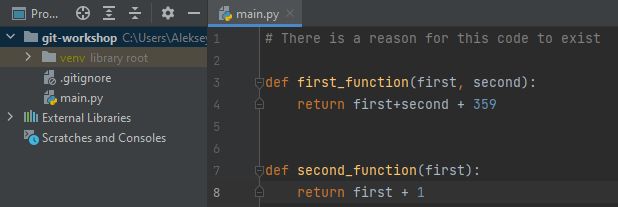 Pro...
main.py
git-workshop C:\Users\Aleksey
venv library root
.gitignore
main.py
External Libraries
Scratches and Consoles
1 # There is a reason for this code to exist
2
3 def first_function(first, second):
4 return first+second + 359
5
6
7 def second_function(first):
8 return first + 1